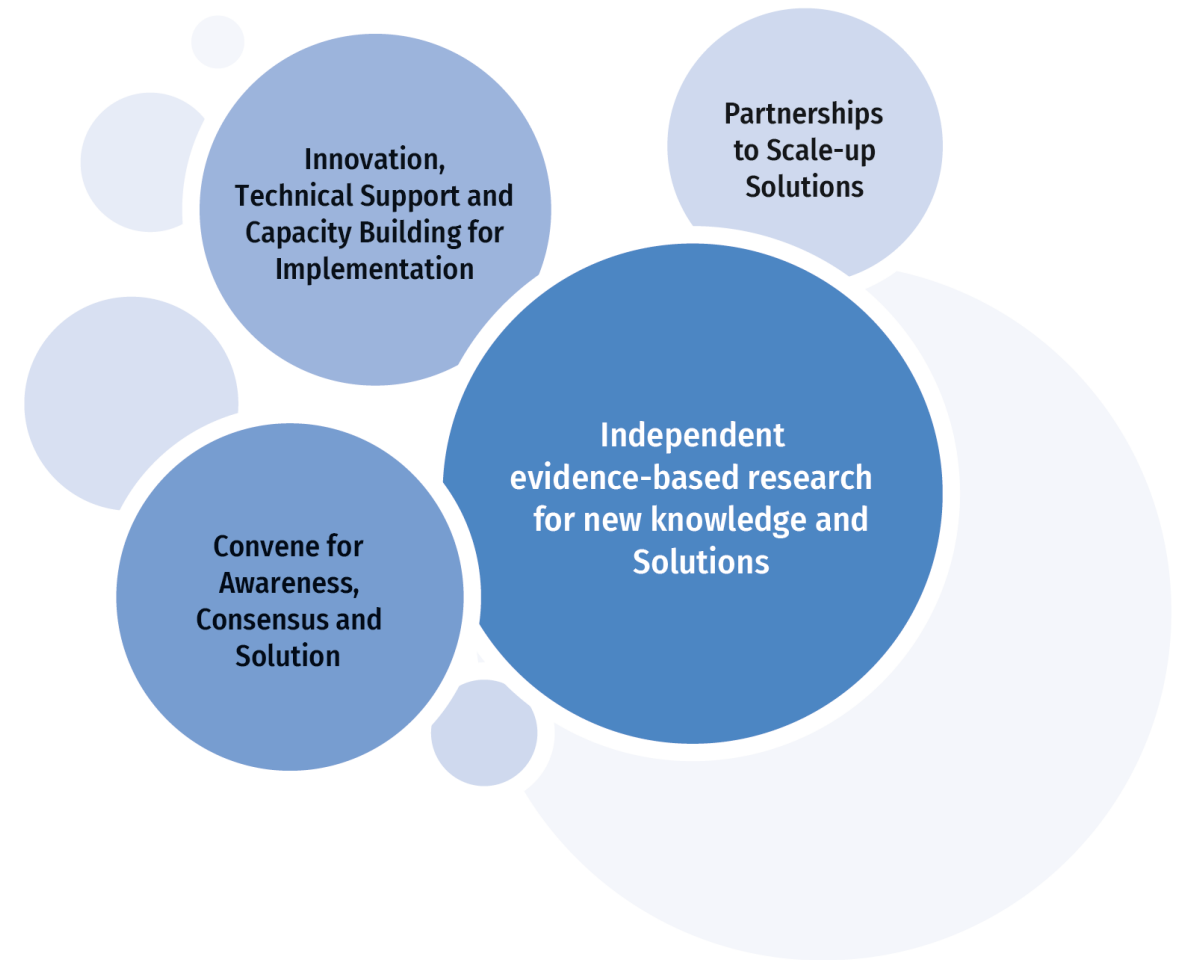 Innovation,
Technical Support and
Capacity Building for
Implementation
Partnerships
to Scale-up
Solutions
Independent
evidence-based research
for new knowledge and
Solutions
Convene for
Awareness,
Consensus and
Solution